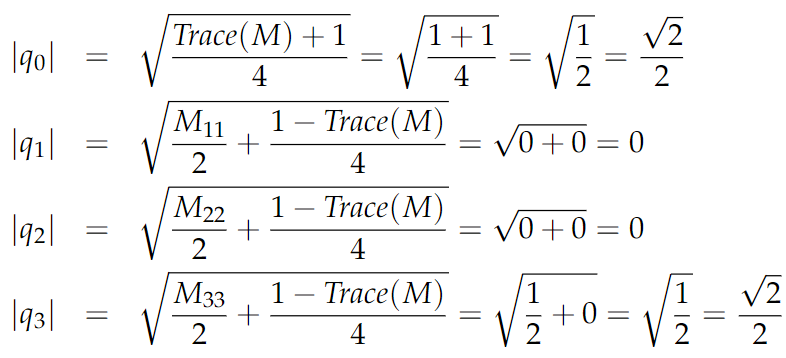 |q₀| = √((Trace(M) + 1)/4) = √((1 + 1)/4) = √(1/2) = √2/2
|q₁| = √(M₁₁/2 + (1 − Trace(M))/4) = √(0 + 0) = 0
|q₂| = √(M₂₂/2 + (1 − Trace(M))/4) = √(0 + 0) = 0
|q₃| = √(M₃₃/2 + (1 − Trace(M))/4) = √(1/2 + 0) = √(1/2) = √2/2